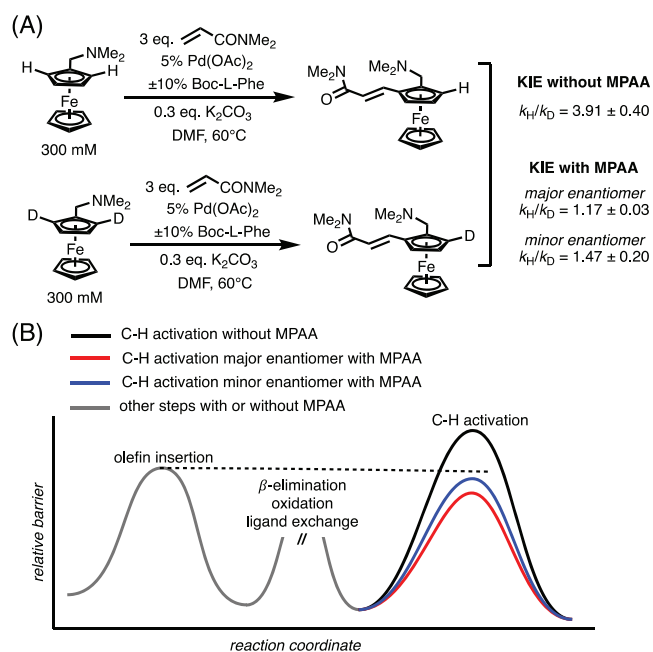 (A)
NMe₂
H
H
Fe
300 mM
3 eq.
CONMe₂
5% Pd(OAc)₂
±10% Boc-L-Phe
0.3 eq. K₂CO₃
DMF, 60°C
Me₂N
O
Me₂N
H
Fe
KIE without MPAA
kH/kD = 3.91 ± 0.40
KIE with MPAA
major enantiomer
kH/kD = 1.17 ± 0.03
minor enantiomer
kH/kD = 1.47 ± 0.20
NMe₂
D
D
Fe
300 mM
3 eq.
CONMe₂
5% Pd(OAc)₂
±10% Boc-L-Phe
0.3 eq. K₂CO₃
DMF, 60°C
Me₂N
O
Me₂N
D
Fe
(B)
C-H activation without MPAA
C-H activation major enantiomer with MPAA
C-H activation minor enantiomer with MPAA
other steps with or without MPAA
C-H activation
olefin insertion
β-elimination
oxidation
ligand exchange
//
relative barrier
reaction coordinate